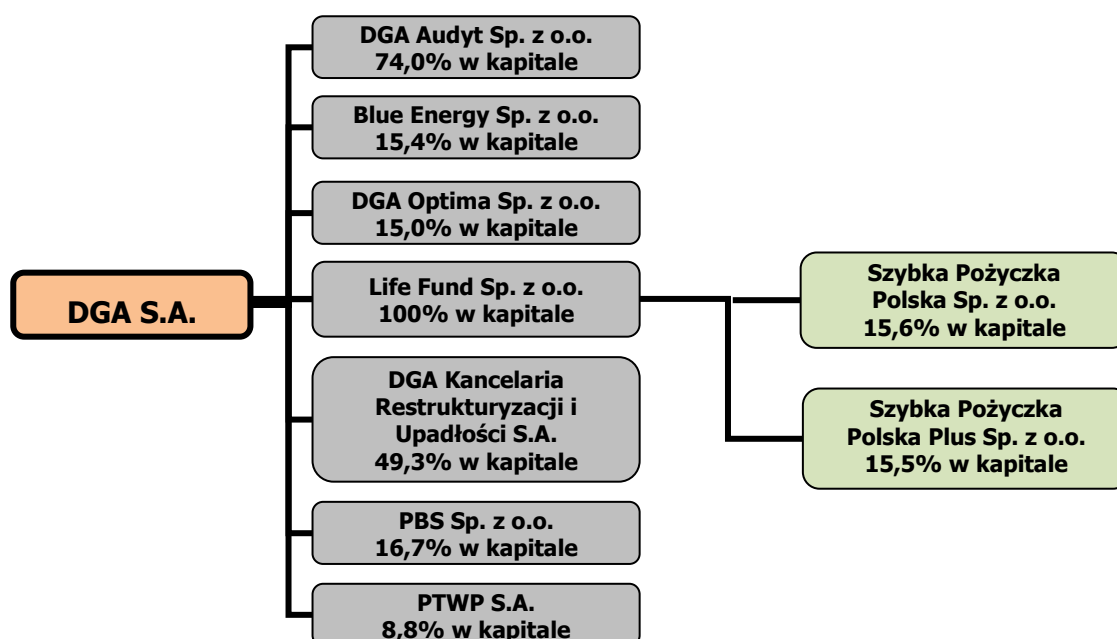 DGA S.A.
DGA Audyt Sp. z o.o.
74,0% w kapitale
Blue Energy Sp. z o.o.
15,4% w kapitale
DGA Optima Sp. z o.o.
15,0% w kapitale
Life Fund Sp. z o.o.
100% w kapitale
DGA Kancelaria
Restrukturyzacji i
Upadłości S.A.
49,3% w kapitale
PBS Sp. z o.o.
16,7% w kapitale
PTWP S.A.
8,8% w kapitale
Szybka Pożyczka
Polska Sp. z o.o.
15,6% w kapitale
Szybka Pożyczka
Polska Plus Sp. z o.o.
15,5% w kapitale